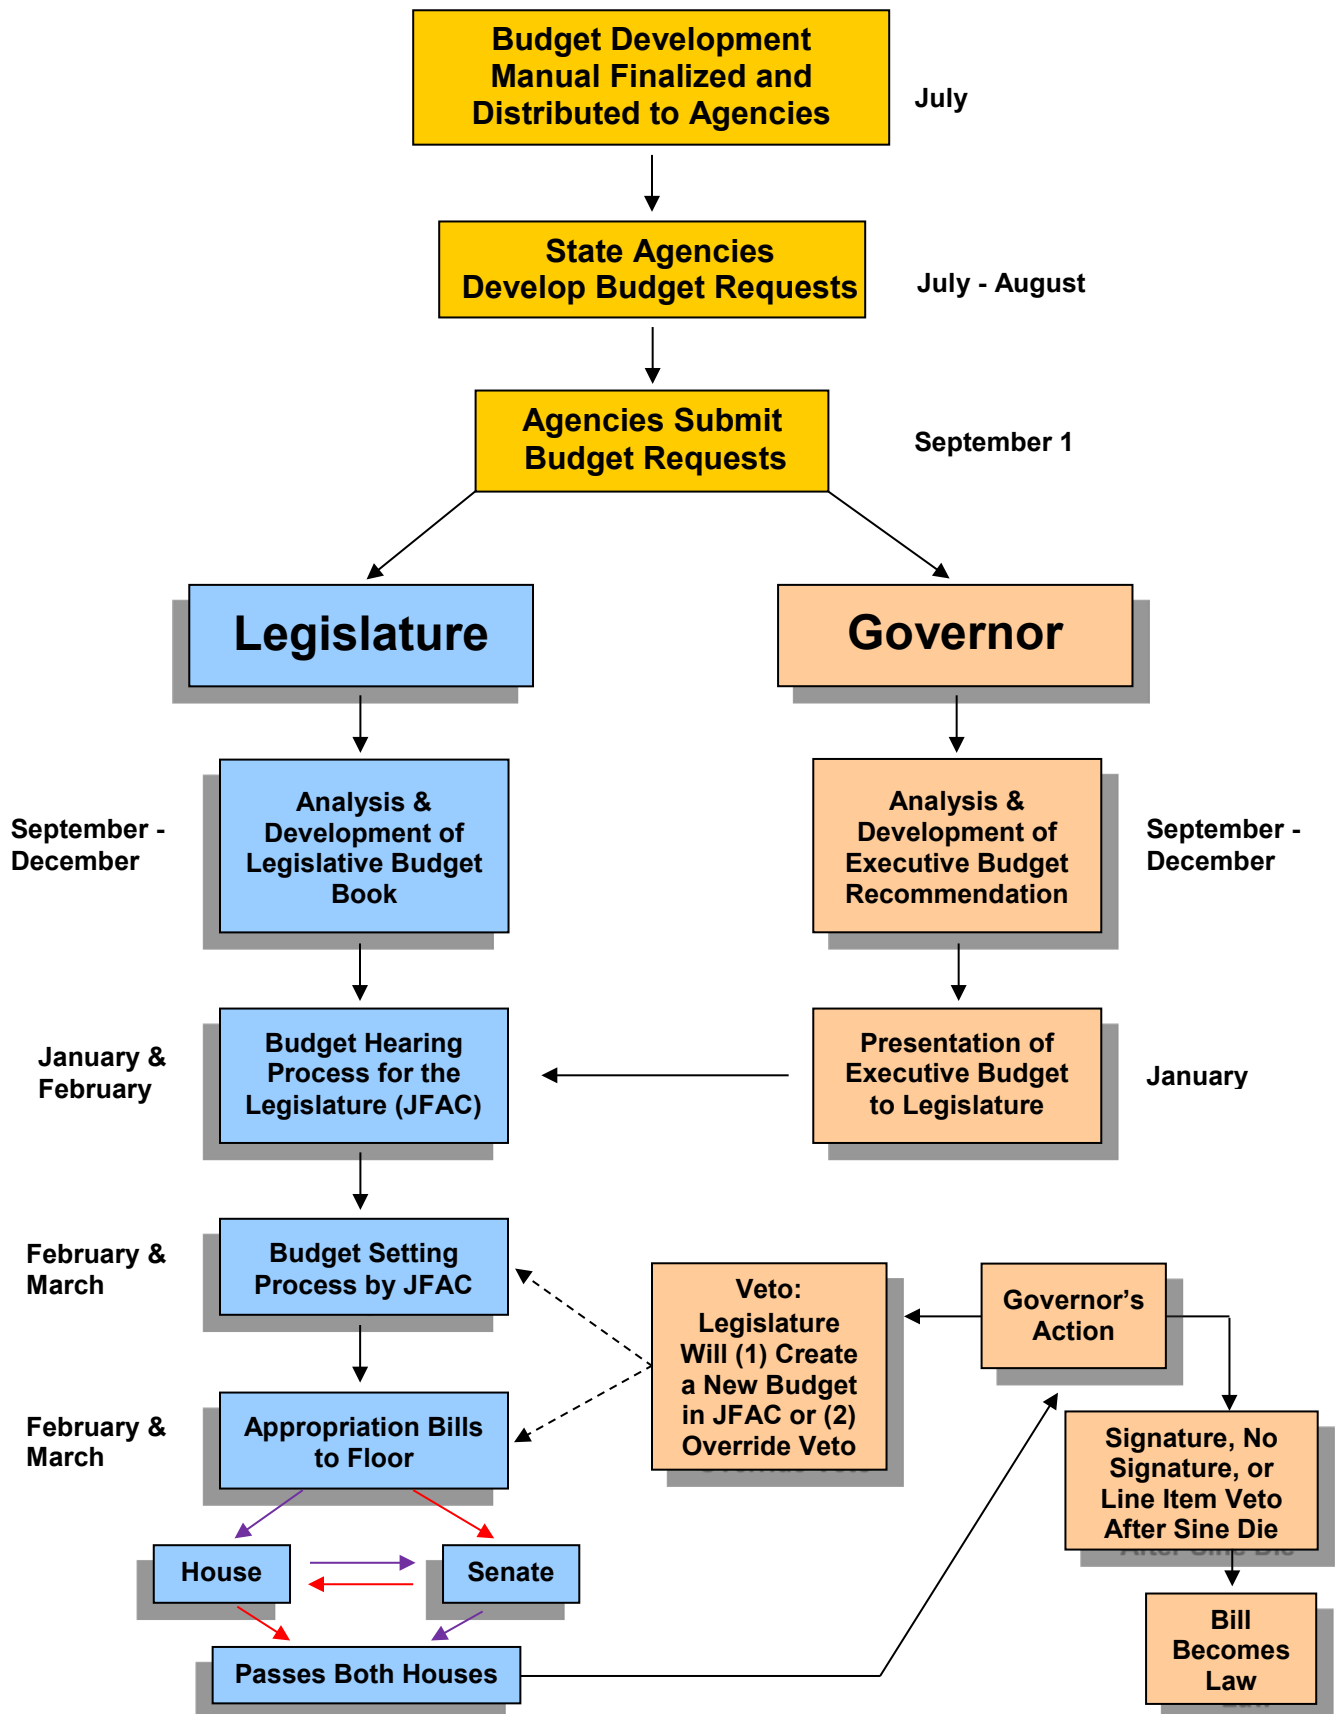 Budget Development
Manual Finalized and
Distributed to Agencies
July
State Agencies
Develop Budget Requests
July - August
Agencies Submit
Budget Requests
September 1
Legislature
Governor
September -
December
Analysis &
Development of
Legislative Budget
Book
Analysis &
Development of
Executive Budget
Recommendation
September -
December
January &
February
Budget Hearing
Process for the
Legislature (JFAC)
Presentation of
Executive Budget
to Legislature
January
February &
March
Budget Setting
Process by JFAC
Veto:
Legislature
Will (1) Create
a New Budget
in JFAC or (2)
Override Veto
Governor's
Action
February &
March
Appropriation Bills
to Floor
Signature, No
Signature, or
Line Item Veto
After Sine Die
House
Senate
Passes Both Houses
Bill
Becomes
Law